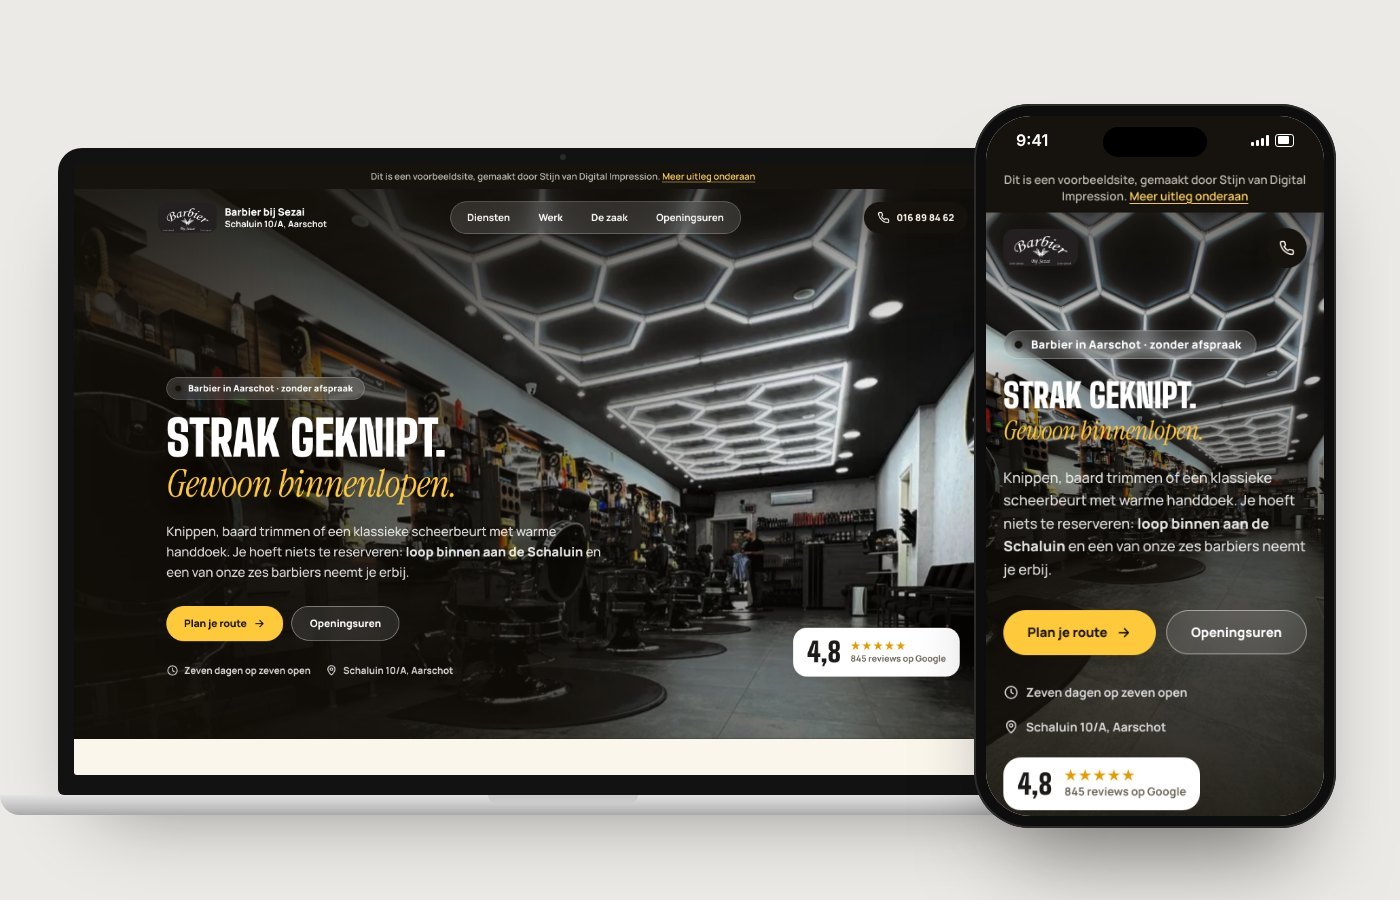 Dit is een voorbeeldsite, gemaakt door Stijn van Digital Impression. Meer uitleg onderaan
Barbier
Bij Sezai
Barbier bij Sezai
Schaluin 10/A, Aarschot
Diensten
Werk
De zaak
Openingsuren
016 89 84 62
Barbier in Aarschot · zonder afspraak
STRAK GEKNIPT.
Gewoon binnenlopen.
Knippen, baard trimmen of een klassieke scheerbeurt met warme
handdoek. Je hoeft niets te reserveren: loop binnen aan de Schaluin en
een van onze zes barbiers neemt je erbij.
Plan je route →
Openingsuren
Zeven dagen op zeven open
Schaluin 10/A, Aarschot
4,8
★★★★★
845 reviews op Google
9:41
Dit is een voorbeeldsite, gemaakt door Stijn van Digital
Impression. Meer uitleg onderaan
Barbier
Bij Sezai
Barbier in Aarschot · zonder afspraak
STRAK GEKNIPT.
Gewoon binnenlopen.
Knippen, baard trimmen of een klassieke
scheerbeurt met warme handdoek. Je hoeft
niets te reserveren: loop binnen aan de
Schaluin en een van onze zes barbiers neemt
je erbij.
Plan je route →
Openingsuren
Zeven dagen op zeven open
Schaluin 10/A, Aarschot
4,8
★★★★★
845 reviews op Google